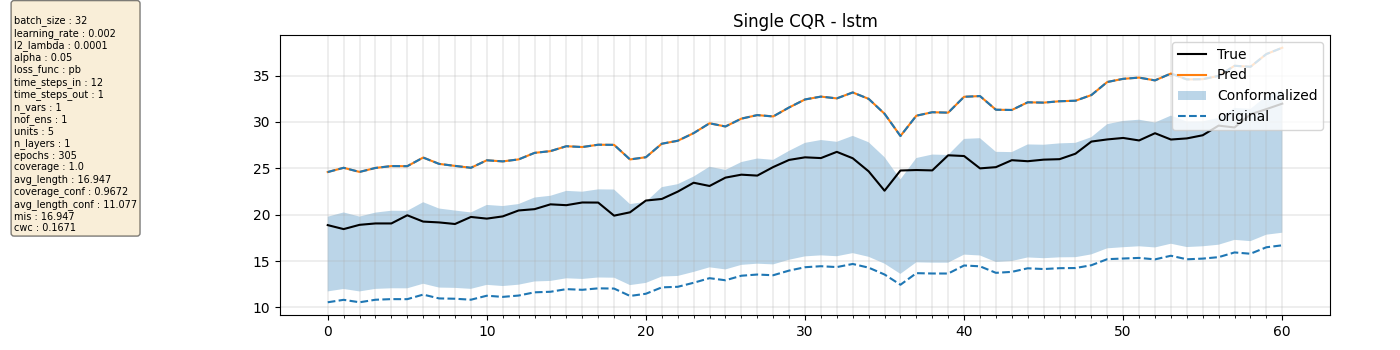 batch_size : 32
learning_rate : 0.002
l2_lambda : 0.0001
alpha : 0.05
loss_func : pb
time_steps_in : 12
time_steps_out : 1
n_vars : 1
nof_ens : 1
units : 5
n_layers : 1
epochs : 305
coverage : 1.0
avg_length : 16.947
coverage_conf : 0.9672
avg_length_conf : 11.077
mis : 16.947
cwc : 0.1671
Single CQR - lstm
True
Pred
Conformalized
original
35
30
25
20
15
10
0 10 20 30 40 50 60